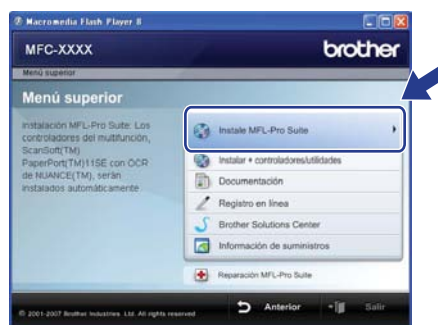 Macromedia Flash Player 8
MFC-XXXX
brother
Menú superior
Menú superior
Instalación MFL-Pro Suite: Los
controladores del multifunción,
ScanSoft(TM)
PaperPort(TM)11SE con OCR
de NUANCE(TM), serán
instalados automáticamente
Instale MFL-Pro Suite
Instalar + controladores/utilidades
Documentación
Registro en línea
Brother Solutions Center
Información de suministros
Reparación MFL-Pro Suite
© 2001-2007 Brother Industries, Ltd. All rights reserved
Anterior
Salir